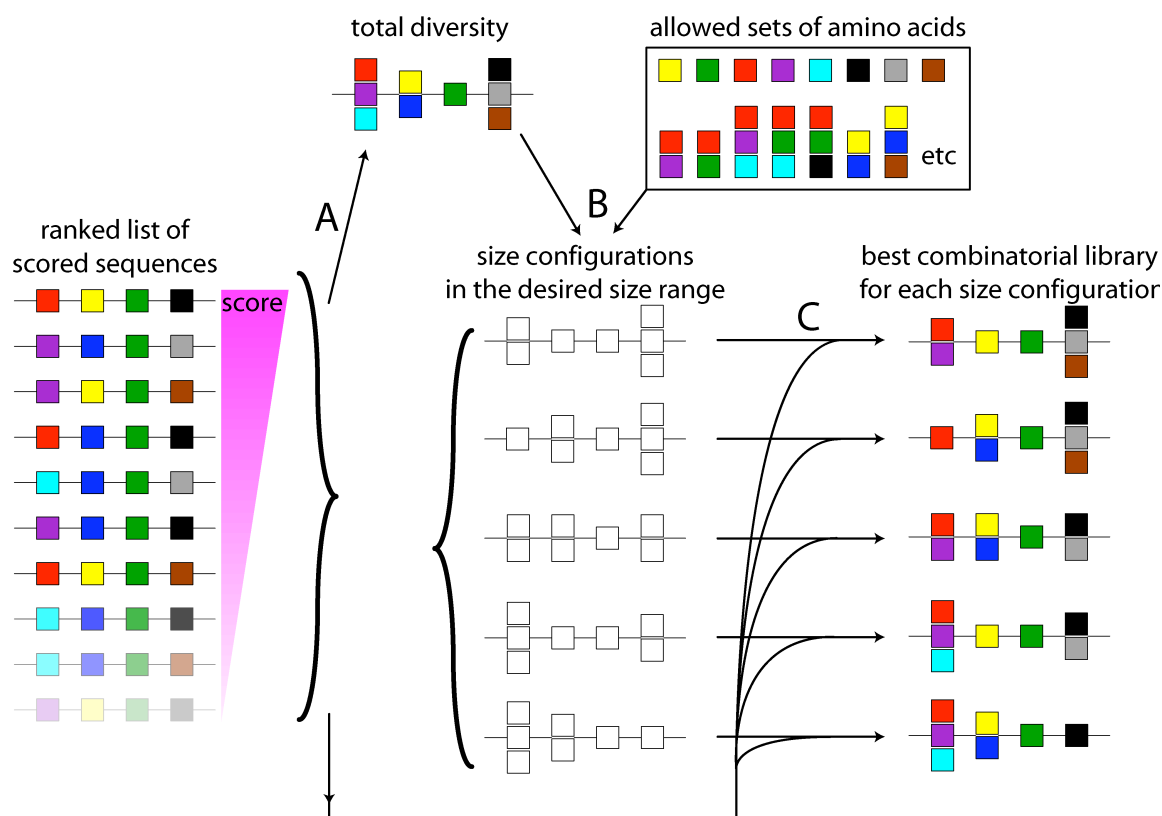 total diversity
allowed sets of amino acids
etc
A
B
ranked list of
scored sequences
score
size configurations
in the desired size range
C
best combinatorial library
for each size configuration